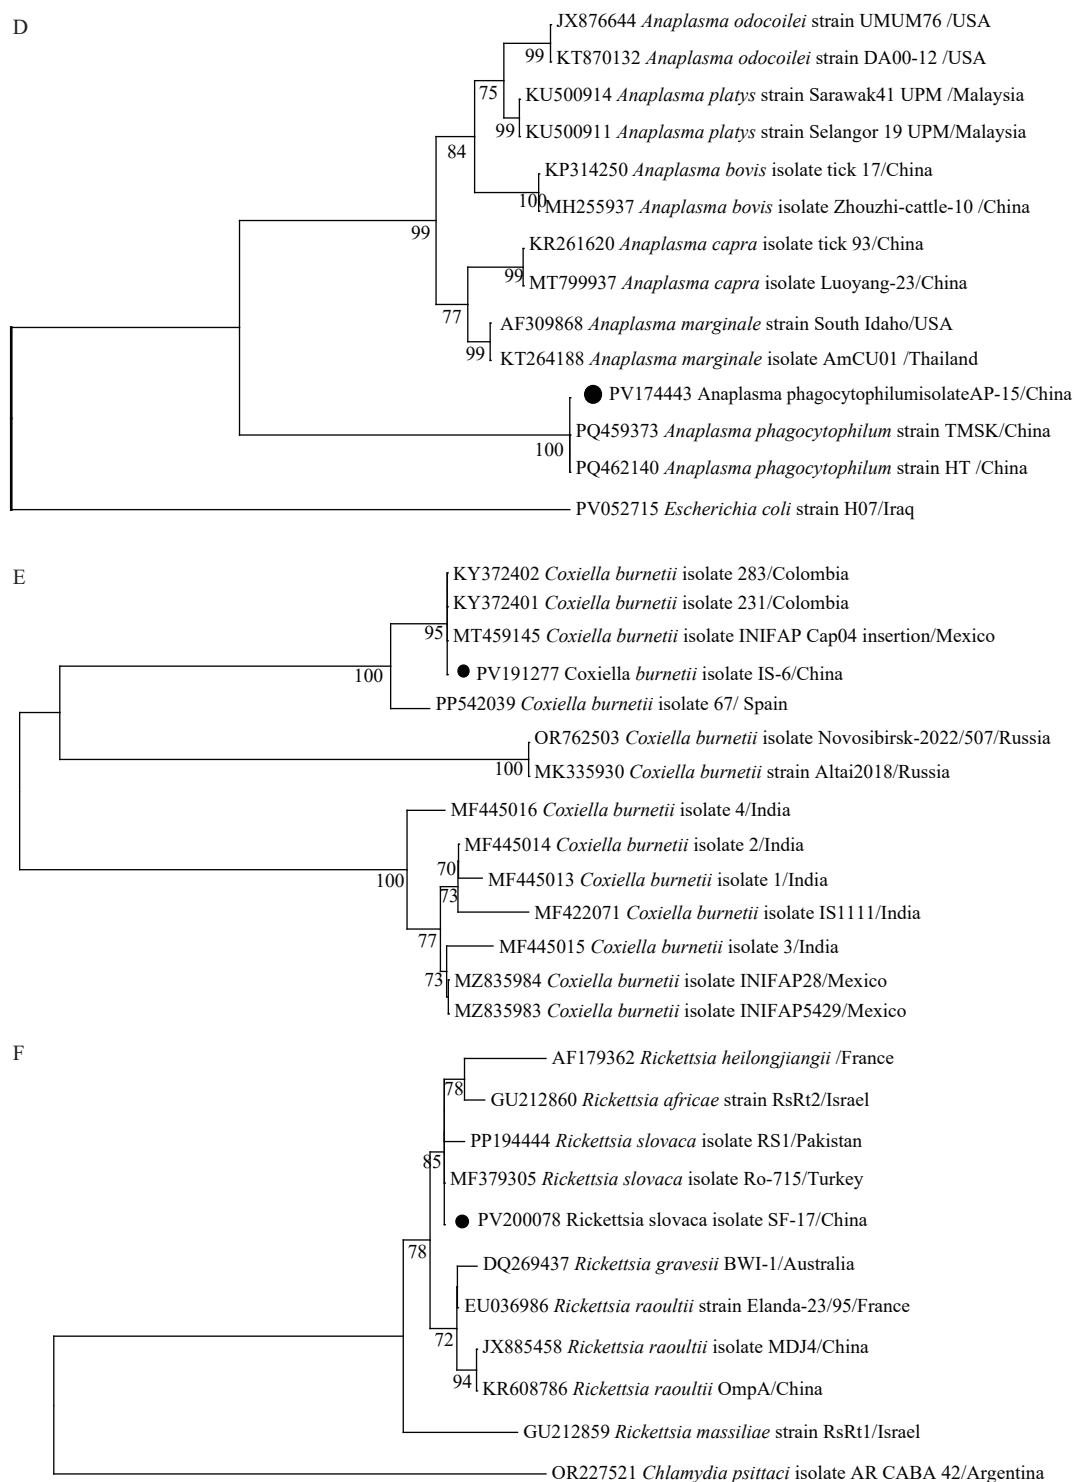 D
JX876644 Anaplasma odocoilei strain UMUM76 /USA
99
KT870132 Anaplasma odocoilei strain DA00-12 /USA
75
KU500914 Anaplasma platys strain Sarawak41 UPM /Malaysia
99
KU500911 Anaplasma platys strain Selangor 19 UPM/Malaysia
84
KP314250 Anaplasma bovis isolate tick 17/China
100
MH255937 Anaplasma bovis isolate Zhouzhi-cattle-10 /China
99
KR261620 Anaplasma capra isolate tick 93/China
99
MT799937 Anaplasma capra isolate Luoyang-23/China
77
AF309868 Anaplasma marginale strain South Idaho/USA
99
KT264188 Anaplasma marginale isolate AmCU01 /Thailand
PV174443 Anaplasma phagocytophilumisolateAP-15/China
PQ459373 Anaplasma phagocytophilum strain TMSK/China
100
PQ462140 Anaplasma phagocytophilum strain HT /China
PV052715 Escherichia coli strain H07/Iraq
E
KY372402 Coxiella burnetii isolate 283/Colombia
KY372401 Coxiella burnetii isolate 231/Colombia
95
MT459145 Coxiella burnetii isolate INIFAP Cap04 insertion/Mexico
100
PV191277 Coxiella burnetii isolate IS-6/China
PP542039 Coxiella burnetii isolate 67/ Spain
OR762503 Coxiella burnetii isolate Novosibirsk-2022/507/Russia
100
MK335930 Coxiella burnetii strain Altai2018/Russia
MF445016 Coxiella burnetii isolate 4/India
MF445014 Coxiella burnetii isolate 2/India
70
100
MF445013 Coxiella burnetii isolate 1/India
73
MF422071 Coxiella burnetii isolate IS1111/India
77
MF445015 Coxiella burnetii isolate 3/India
73
MZ835984 Coxiella burnetii isolate INIFAP28/Mexico
MZ835983 Coxiella burnetii isolate INIFAP5429/Mexico
F
AF179362 Rickettsia heilongjiangii /France
78
GU212860 Rickettsia africae strain RsRt2/Israel
PP194444 Rickettsia slovaca isolate RS1/Pakistan
85
MF379305 Rickettsia slovaca isolate Ro-715/Turkey
PV200078 Rickettsia slovaca isolate SF-17/China
78
DQ269437 Rickettsia gravesii BWI-1/Australia
EU036986 Rickettsia raoultii strain Elanda-23/95/France
72
JX885458 Rickettsia raoultii isolate MDJ4/China
94
KR608786 Rickettsia raoultii OmpA/China
GU212859 Rickettsia massiliae strain RsRt1/Israel
OR227521 Chlamydia psittaci isolate AR CABA 42/Argentina